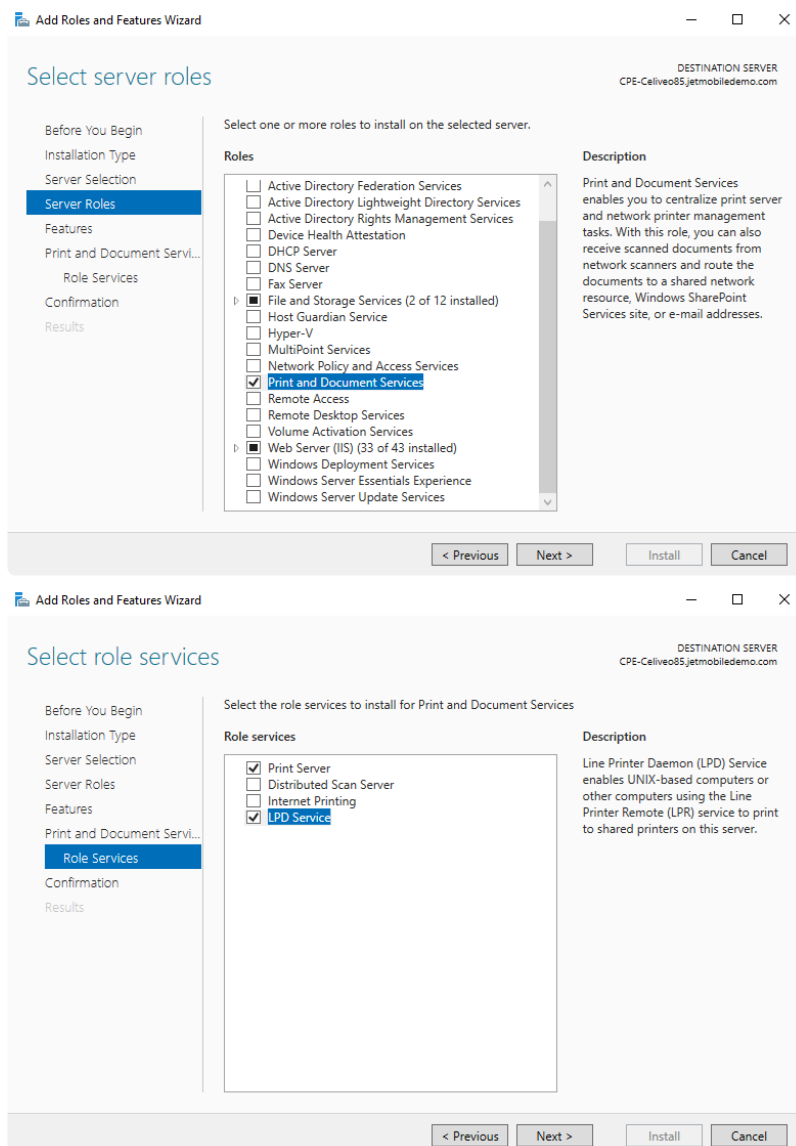 Add Roles and Features Wizard
Select server roles
DESTINATION SERVER
CPE-Celiveo85.jetmobiledemo.com
Before You Begin
Installation Type
Server Selection
Server Roles
Features
Print and Document Servi...
Role Services
Confirmation
Results
Select one or more roles to install on the selected server.
Roles
Active Directory Federation Services
Active Directory Lightweight Directory Services
Active Directory Rights Management Services
Device Health Attestation
DHCP Server
DNS Server
Fax Server
File and Storage Services (2 of 12 installed)
Host Guardian Service
Hyper-V
MultiPoint Services
Network Policy and Access Services
Print and Document Services
Remote Access
Remote Desktop Services
Volume Activation Services
Web Server (IIS) (33 of 43 installed)
Windows Deployment Services
Windows Server Essentials Experience
Windows Server Update Services
Description
Print and Document Services
enables you to centralize print server
and network printer management
tasks. With this role, you can also
receive scanned documents from
network scanners and route the
documents to a shared network
resource, Windows SharePoint
Services site, or e-mail addresses.
< Previous
Next >
Install
Cancel
Add Roles and Features Wizard
Select role services
DESTINATION SERVER
CPE-Celiveo85.jetmobiledemo.com
Before You Begin
Installation Type
Server Selection
Server Roles
Features
Print and Document Servi...
Role Services
Confirmation
Results
Select the role services to install for Print and Document Services
Role services
Print Server
Distributed Scan Server
Internet Printing
LPD Service
Description
Line Printer Daemon (LPD) Service
enables UNIX-based computers or
other computers using the Line
Printer Remote (LPR) service to print
to shared printers on this server.
< Previous
Next >
Install
Cancel